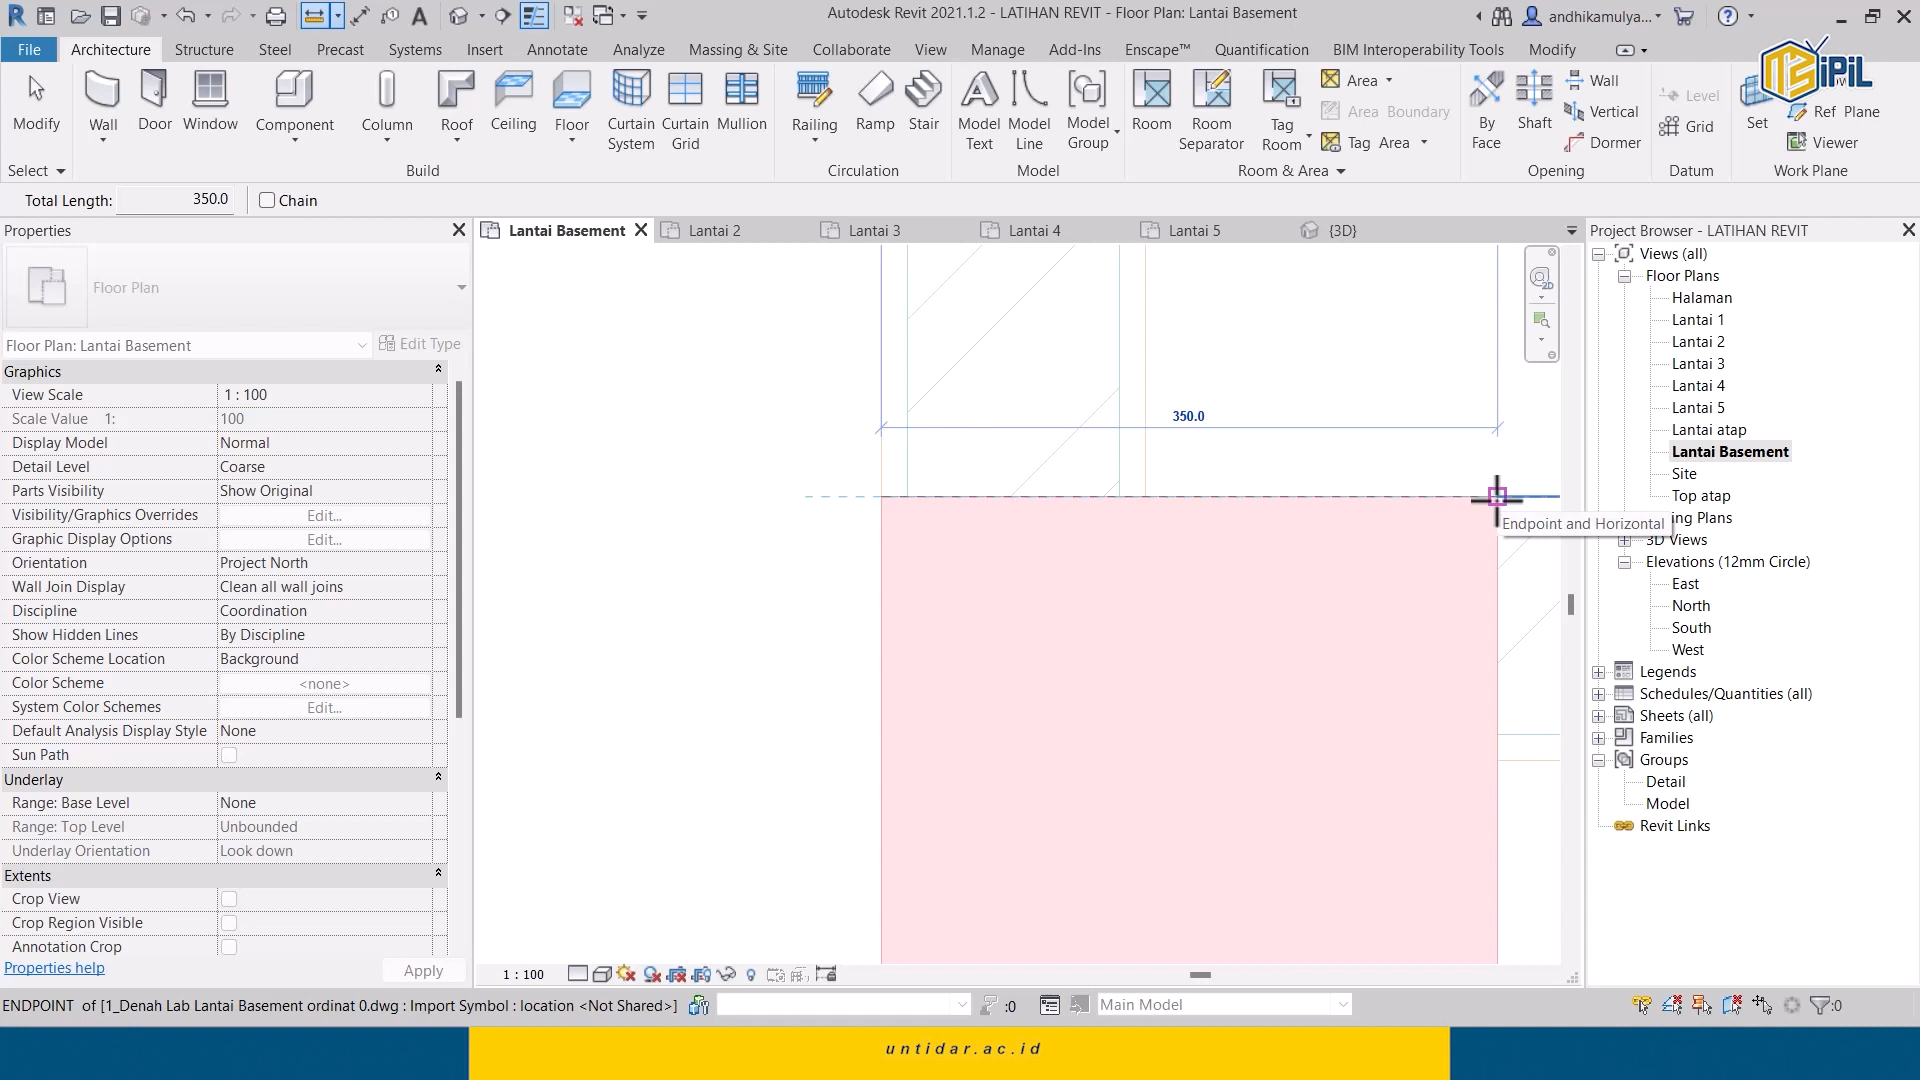 Autodesk Revit 2021.1.2 - LATIHAN REVIT - Floor Plan: Lantai Basement
andhikamulya...
File Architecture Structure Steel Precast Systems Insert Annotate Analyze Massing & Site Collaborate View Manage Add-Ins Enscape™ Quantification BIM Interoperability Tools Modify
Modify
Wall
Door
Window
Component
Column
Roof
Ceiling
Floor
Curtain System
Curtain Grid
Mullion
Railing
Ramp
Stair
Model Text
Model Line
Model Group
Room
Room Separator
Tag Room
Area
Area Boundary
Tag Area
By Face
Shaft
Wall
Vertical
Dormer
Level
Grid
Set
Ref Plane
Viewer
iPiL
Select Build Circulation Model Room & Area Opening Datum Work Plane
Total Length: 350.0 Chain
Properties
Floor Plan
Floor Plan: Lantai Basement Edit Type
Graphics
View Scale 1 : 100
Scale Value 1: 100
Display Model Normal
Detail Level Coarse
Parts Visibility Show Original
Visibility/Graphics Overrides Edit...
Graphic Display Options Edit...
Orientation Project North
Wall Join Display Clean all wall joins
Discipline Coordination
Show Hidden Lines By Discipline
Color Scheme Location Background
Color Scheme <none>
System Color Schemes Edit...
Default Analysis Display Style None
Sun Path
Underlay
Range: Base Level None
Range: Top Level Unbounded
Underlay Orientation Look down
Extents
Crop View
Crop Region Visible
Annotation Crop
Properties help Apply
Lantai Basement Lantai 2 Lantai 3 Lantai 4 Lantai 5 {3D}
2D
350.0
Endpoint and Horizontal
1 : 100
Project Browser - LATIHAN REVIT
Views (all)
Floor Plans
Halaman
Lantai 1
Lantai 2
Lantai 3
Lantai 4
Lantai 5
Lantai atap
Lantai Basement
Site
Top atap
ing Plans
3D Views
Elevations (12mm Circle)
East
North
South
West
Legends
Schedules/Quantities (all)
Sheets (all)
Families
Groups
Detail
Model
Revit Links
ENDPOINT of [1_Denah Lab Lantai Basement ordinat 0.dwg : Import Symbol : location <Not Shared>] :0 Main Model :0
untidar.ac.id